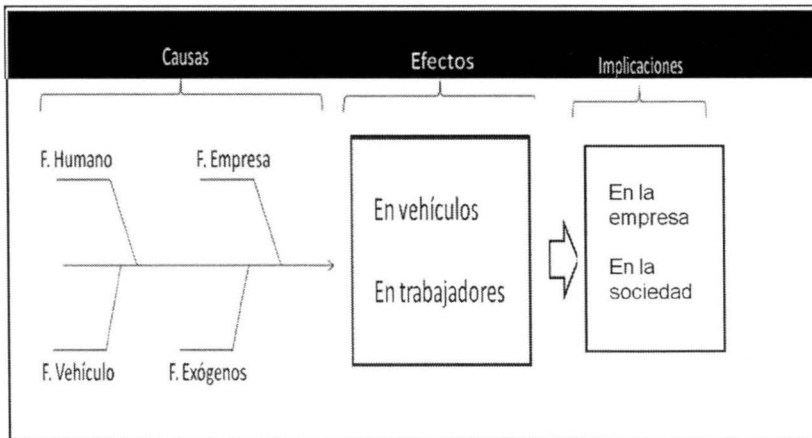 Causas
Efectos
Implicaciones
F. Humano
F. Empresa
En vehículos
En trabajadores
En la
empresa
En la
sociedad
F. Vehículo
F. Exógenos